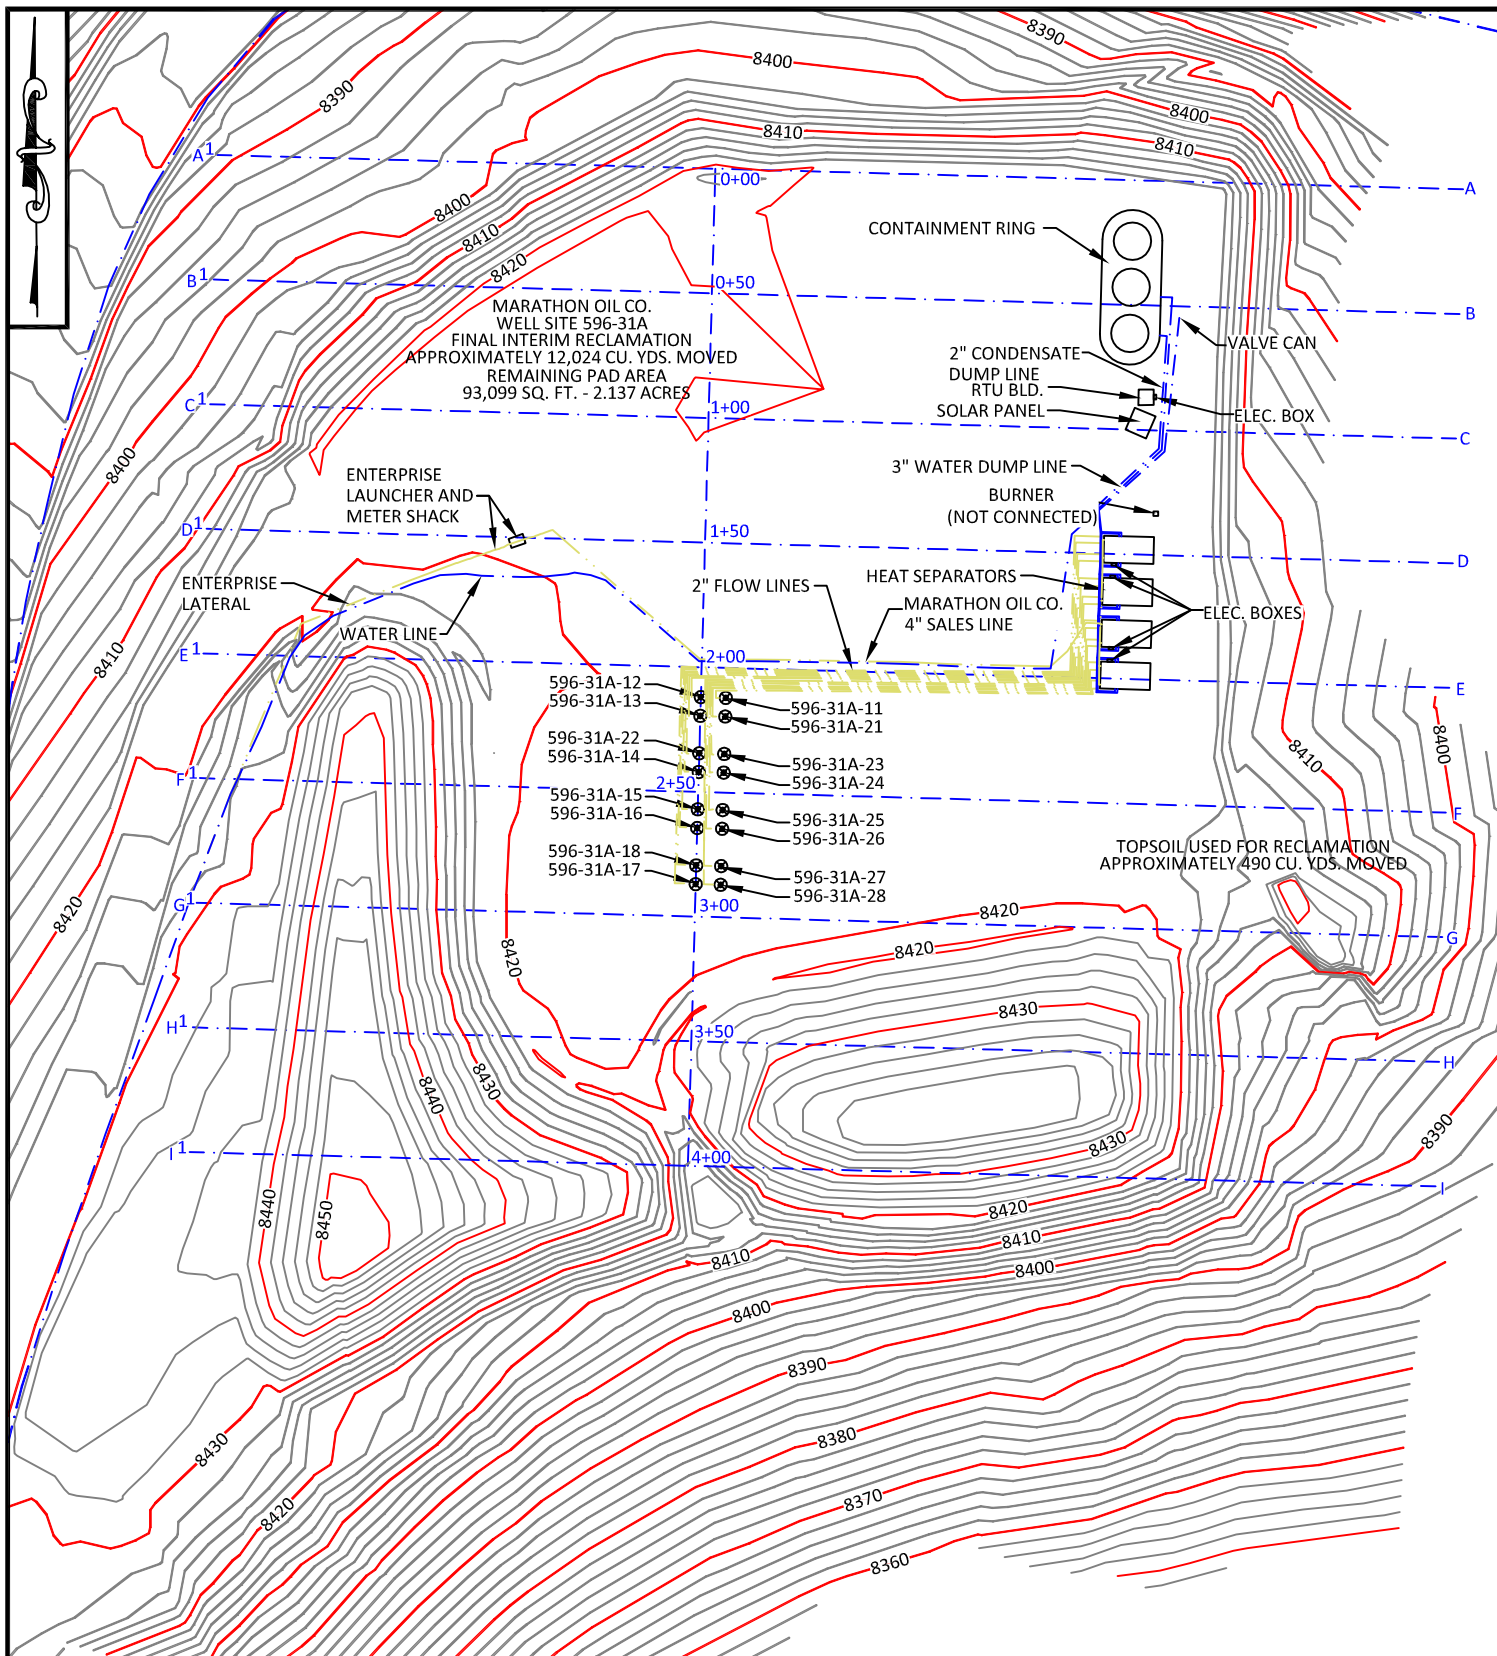 8390
8400
8390
8400
8410
8410
A1
0+00
A
8400
CONTAINMENT RING
8410
8420
B1
0+50
B
MARATHON OIL CO.
WELL SITE 596-31A
FINAL INTERIM RECLAMATION
APPROXIMATELY 12,024 CU. YDS. MOVED
REMAINING PAD AREA
93,099 SQ. FT. - 2.137 ACRES
VALVE CAN
2" CONDENSATE
DUMP LINE
RTU BLD.
SOLAR PANEL
ELEC. BOX
C1
1+00
C
8400
3" WATER DUMP LINE
ENTERPRISE
LAUNCHER AND
METER SHACK
BURNER
(NOT CONNECTED)
D1
1+50
D
ENTERPRISE
LATERAL
2" FLOW LINES
HEAT SEPARATORS
MARATHON OIL CO.
4" SALES LINE
ELEC. BOXES
WATER LINE
8410
E1
2+00
E
596-31A-12
596-31A-13
596-31A-11
596-31A-21
596-31A-22
596-31A-14
596-31A-23
596-31A-24
8410
8400
F1
2+50
F
596-31A-15
596-31A-16
596-31A-25
596-31A-26
TOPSOIL USED FOR RECLAMATION
APPROXIMATELY 490 CU. YDS. MOVED
596-31A-18
596-31A-17
596-31A-27
596-31A-28
8420
G1
3+00
8420
G
8420
8420
H1
3+50
8430
H
8430
8440
8390
8430
I1
4+00
I
8440
8450
8420
8410
8410
8400
8400
8390
8430
8380
8420
8370
8360